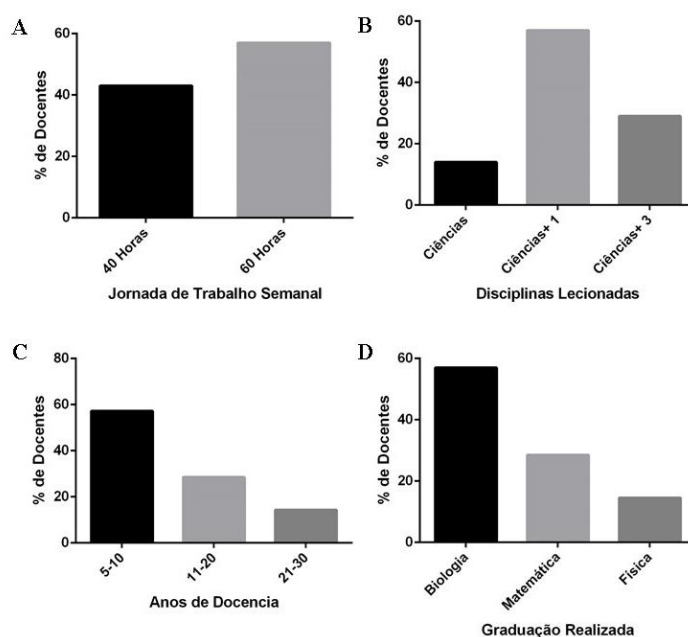 A
% de Docentes
60
40
20
0
40 Horas
60 Horas
Jornada de Trabalho Semanal
B
% de Docentes
60
40
20
0
Ciências
Ciências+ 1
Ciências+ 3
Disciplinas Lecionadas
C
% de Docentes
80
60
40
20
0
5-10
11-20
21-30
Anos de Docencia
D
% de Docentes
60
40
20
0
Biologia
Matemática
Fisica
Graduação Realizada